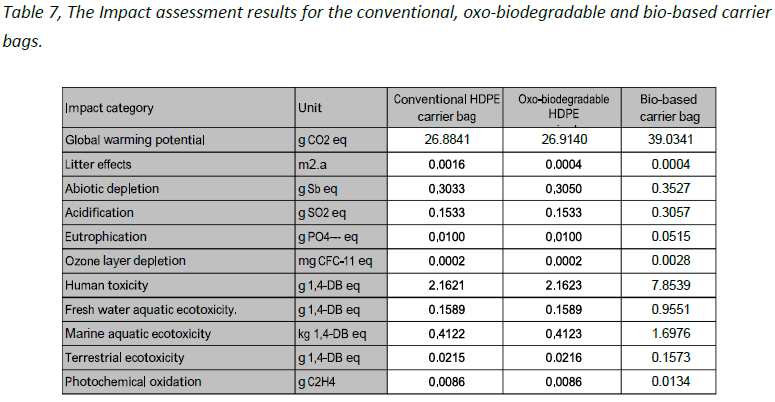 Table 7, The Impact assessment results for the conventional, oxo-biodegradable and bio-based carrier
bags.
Impact category Unit Conventional HDPE carrier bag Oxo-biodegradable HDPE Bio-based carrier bag
Global warming potential g CO2 eq 26.8841 26.9140 39.0341
Litter effects m2.a 0.0016 0.0004 0.0004
Abiotic depletion g Sb eq 0,3033 0,3050 0.3527
Acidification g SO2 eq 0.1533 0.1533 0.3057
Eutrophication g PO4--- eq 0,0100 0,0100 0.0515
Ozone layer depletion mg CFC-11 eq 0.0002 0.0002 0.0028
Human toxicity g 1,4-DB eq 2.1621 2.1623 7.8539
Fresh water aquatic ecotoxicity. g 1,4-DB eq 0.1589 0.1589 0.9551
Marine aquatic ecotoxicity kg 1,4-DB eq 0,4122 0,4123 1.6976
Terrestrial ecotoxicity g 1,4-DB eq 0.0215 0.0216 0.1573
Photochemical oxidation g C2H4 0,0086 0,0086 0.0134